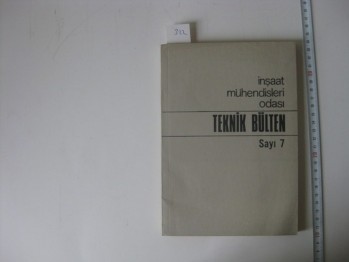 inşaat
mühendisleri
odası
TEKNİK BÜLTEN
Sayı 7